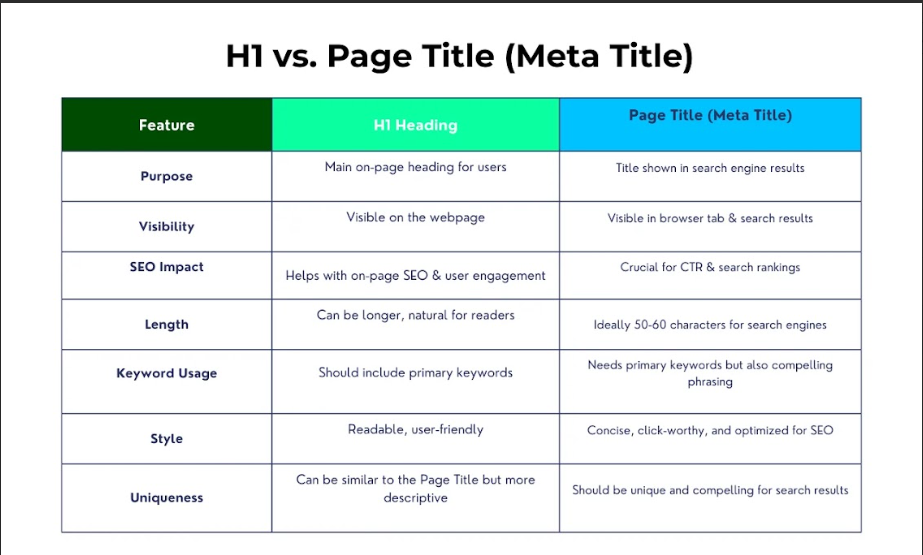 H1 vs. Page Title (Meta Title)
Feature
H1 Heading
Page Title (Meta Title)
Purpose
Main on-page heading for users
Title shown in search engine results
Visibility
Visible on the webpage
Visible in browser tab & search results
SEO Impact
Helps with on-page SEO & user engagement
Crucial for CTR & search rankings
Length
Can be longer, natural for readers
Ideally 50-60 characters for search engines
Keyword Usage
Should include primary keywords
Needs primary keywords but also compelling
phrasing
Style
Readable, user-friendly
Concise, click-worthy, and optimized for SEO
Uniqueness
Can be similar to the Page Title but more
descriptive
Should be unique and compelling for search results